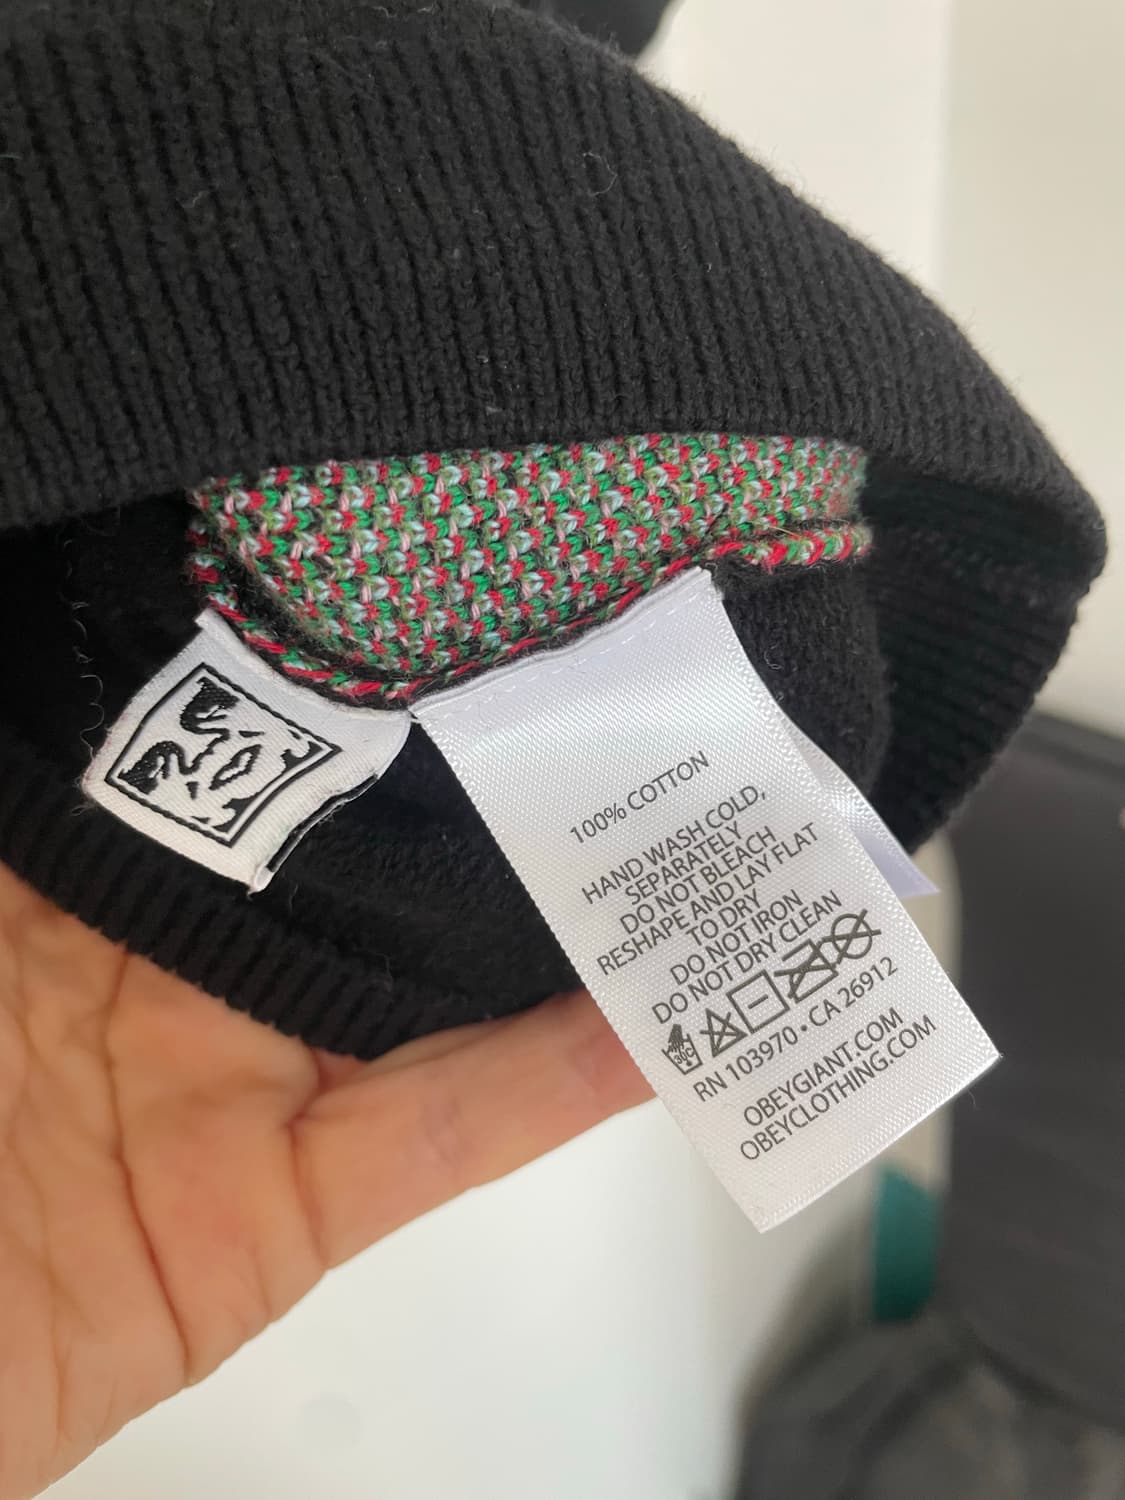 100% COTTON
HAND WASH COLD,
SEPARATELY
DO NOT BLEACH
RESHAPE AND LAY FLAT
TO DRY
DO NOT IRON
DO NOT DRY CLEAN
30C
RN 103970 • CA 26912
OBEYGIANT.COM
OBEYCLOTHING.COM